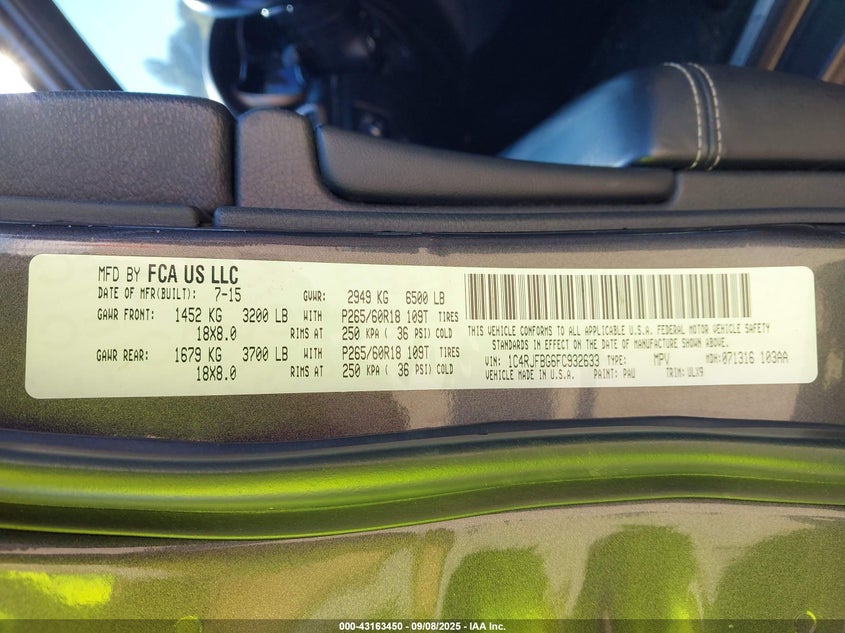 MFD BY FCA US LLC
DATE OF MFR(BUILT): 7-15 GVWR: 2949 KG 6500 LB
GAWR FRONT: 1452 KG 3200 LB WITH P265/60R18 109T TIRES
18X8.0 RIMS AT 250 KPA ( 36 PSI) COLD
GAWR REAR: 1679 KG 3700 LB WITH P265/60R18 109T TIRES
18X8.0 RIMS AT 250 KPA ( 36 PSI) COLD
THIS VEHICLE CONFORMS TO ALL APPLICABLE U.S.A. FEDERAL MOTOR VEHICLE SAFETY
STANDARDS IN EFFECT ON THE DATE OF MANUFACTURE SHOWN ABOVE.
VIN: 1C4RJFBG6FC932633 TYPE: MPV MDH: 071316 103AA
VEHICLE MADE IN U.S.A. PAINT: PAU TRIM: ULX9
000-43163450 - 09/08/2025 - IAA Inc.